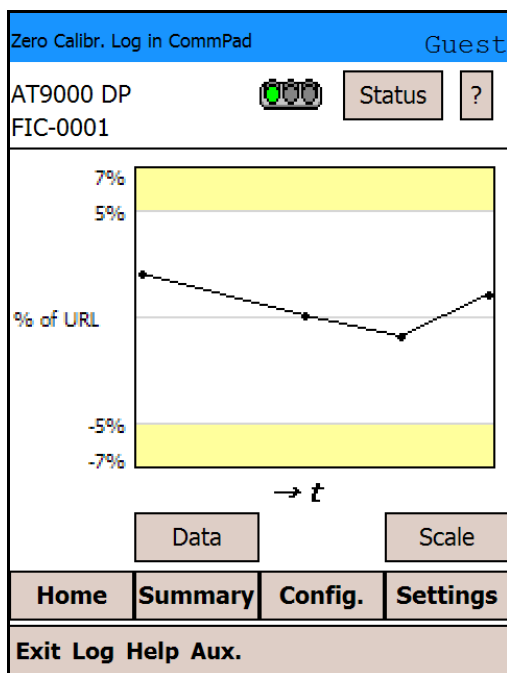 Zero Calibr. Log in CommPad Guest
AT9000 DP Status ?
FIC-0001
7%
5%
% of URL
-5%
-7%
→ t
Data Scale
Home Summary Config. Settings
Exit Log Help Aux.